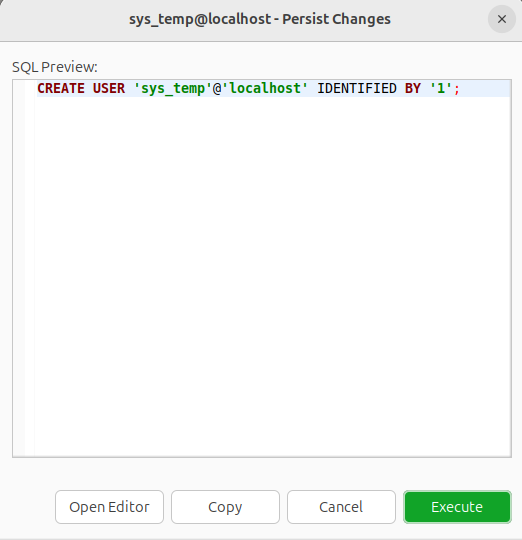 sys_temp@localhost - Persist Changes
SQL Preview:
CREATE USER 'sys_temp'@'localhost' IDENTIFIED BY '1';
Open Editor
Copy
Cancel
Execute